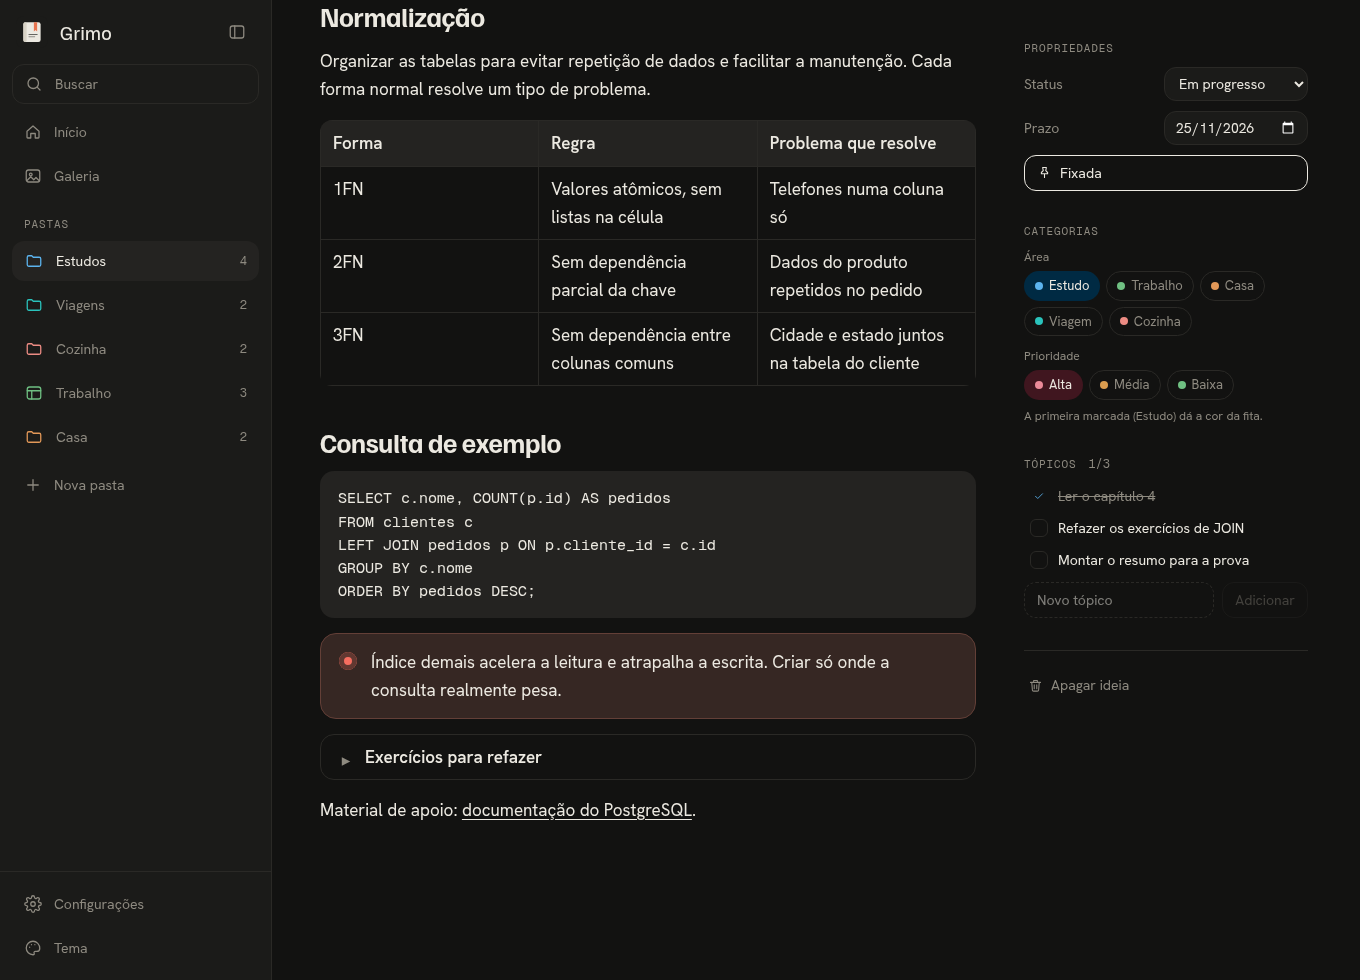 Grimo
Buscar
Início
Galeria
PASTAS
Estudos 4
Viagens 2
Cozinha 2
Trabalho 3
Casa 2
Nova pasta
Configurações
Tema
Normalização
Organizar as tabelas para evitar repetição de dados e facilitar a manutenção. Cada
forma normal resolve um tipo de problema.
Forma Regra Problema que resolve
1FN Valores atômicos, sem Telefones numa coluna
listas na célula só
2FN Sem dependência Dados do produto
parcial da chave repetidos no pedido
3FN Sem dependência entre Cidade e estado juntos
colunas comuns na tabela do cliente
Consulta de exemplo
SELECT c.nome, COUNT(p.id) AS pedidos
FROM clientes c
LEFT JOIN pedidos p ON p.cliente_id = c.id
GROUP BY c.nome
ORDER BY pedidos DESC;
Índice demais acelera a leitura e atrapalha a escrita. Criar só onde a
consulta realmente pesa.
Exercícios para refazer
Material de apoio: documentação do PostgreSQL.
PROPRIEDADES
Status Em progresso
Prazo 25/11/2026
Fixada
CATEGORIAS
Área
Estudo Trabalho Casa
Viagem Cozinha
Prioridade
Alta Média Baixa
A primeira marcada (Estudo) dá a cor da fita.
TÓPICOS 1/3
Ler o capítulo 4
Refazer os exercícios de JOIN
Montar o resumo para a prova
Novo tópico Adicionar
Apagar ideia